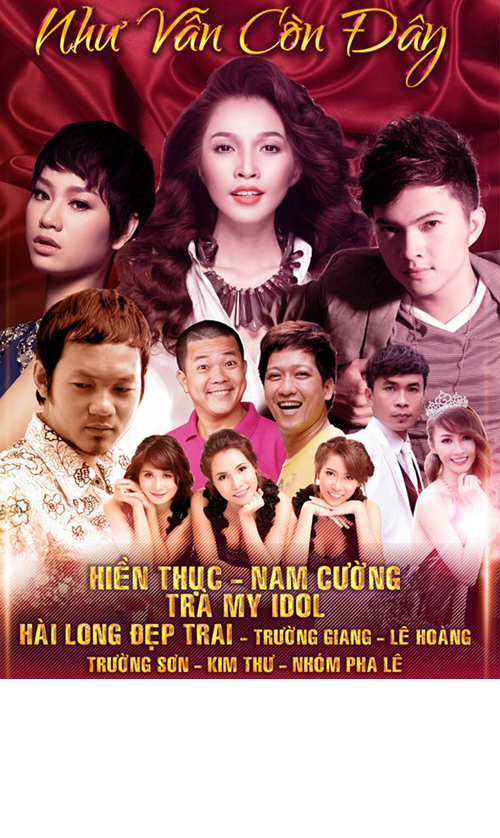 Như Vẫn Còn Đây
HIỀN THỤC - NAM CƯỜNG
TRÀ MY IDOL
HÀI LONG ĐẸP TRAI - TRƯỜNG GIANG - LÊ HOÀNG
TRƯỜNG SƠN - KIM THƯ - NHÓM PHA LÊ